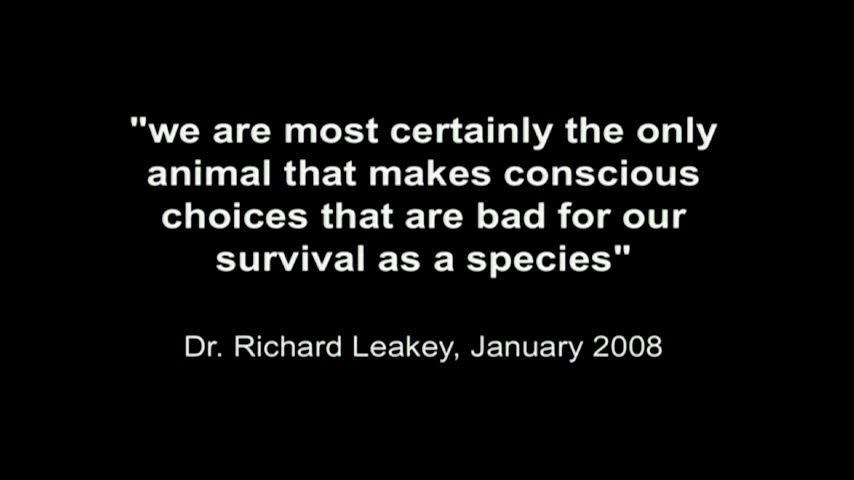 "we are most certainly the only
animal that makes conscious
choices that are bad for our
survival as a species"
Dr. Richard Leakey, January 2008